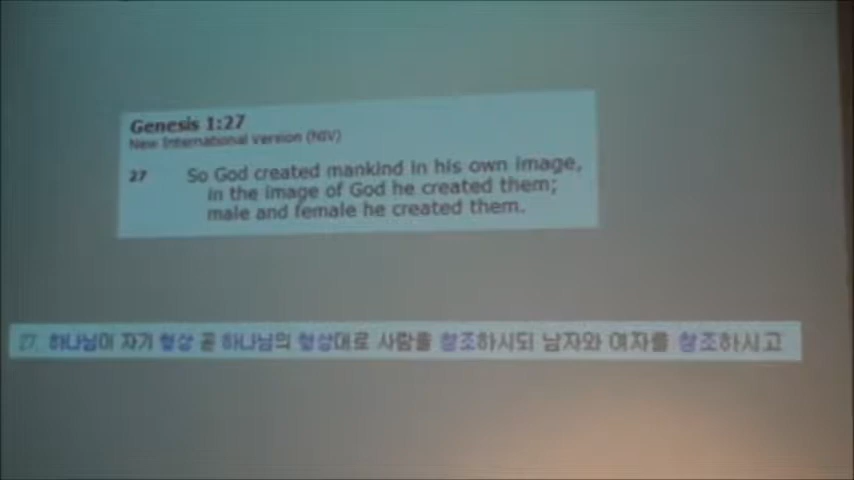 Genesis 1:27
New International Version (NIV)
27 So God created mankind in his own image,
in the image of God he created them;
male and female he created them.
27. 하나님이 자기 형상 곧 하나님의 형상대로 사람을 창조하시되 남자와 여자를 창조하시고